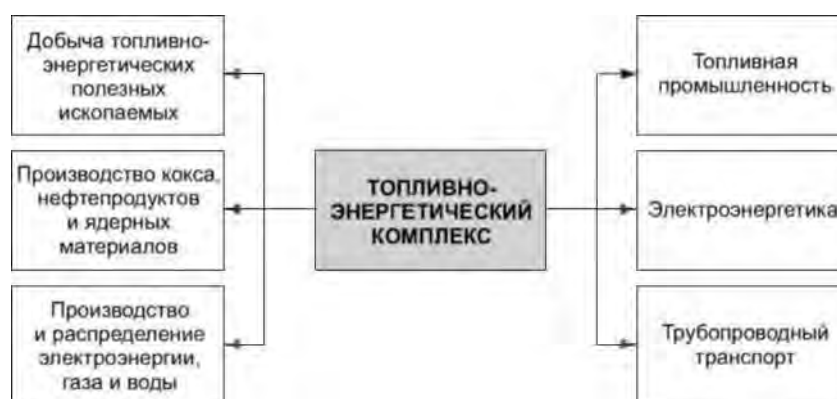 Добыча топливно-
энергетических
полезных
ископаемых
Производство кокса,
нефтепродуктов
и ядерных
материалов
Производство
и распределение
электроэнергии,
газа и воды
ТОПЛИВНО-
ЭНЕРГЕТИЧЕСКИЙ
КОМПЛЕКС
Топливная
промышленность
Электроэнергетика
Трубопроводный
транспорт